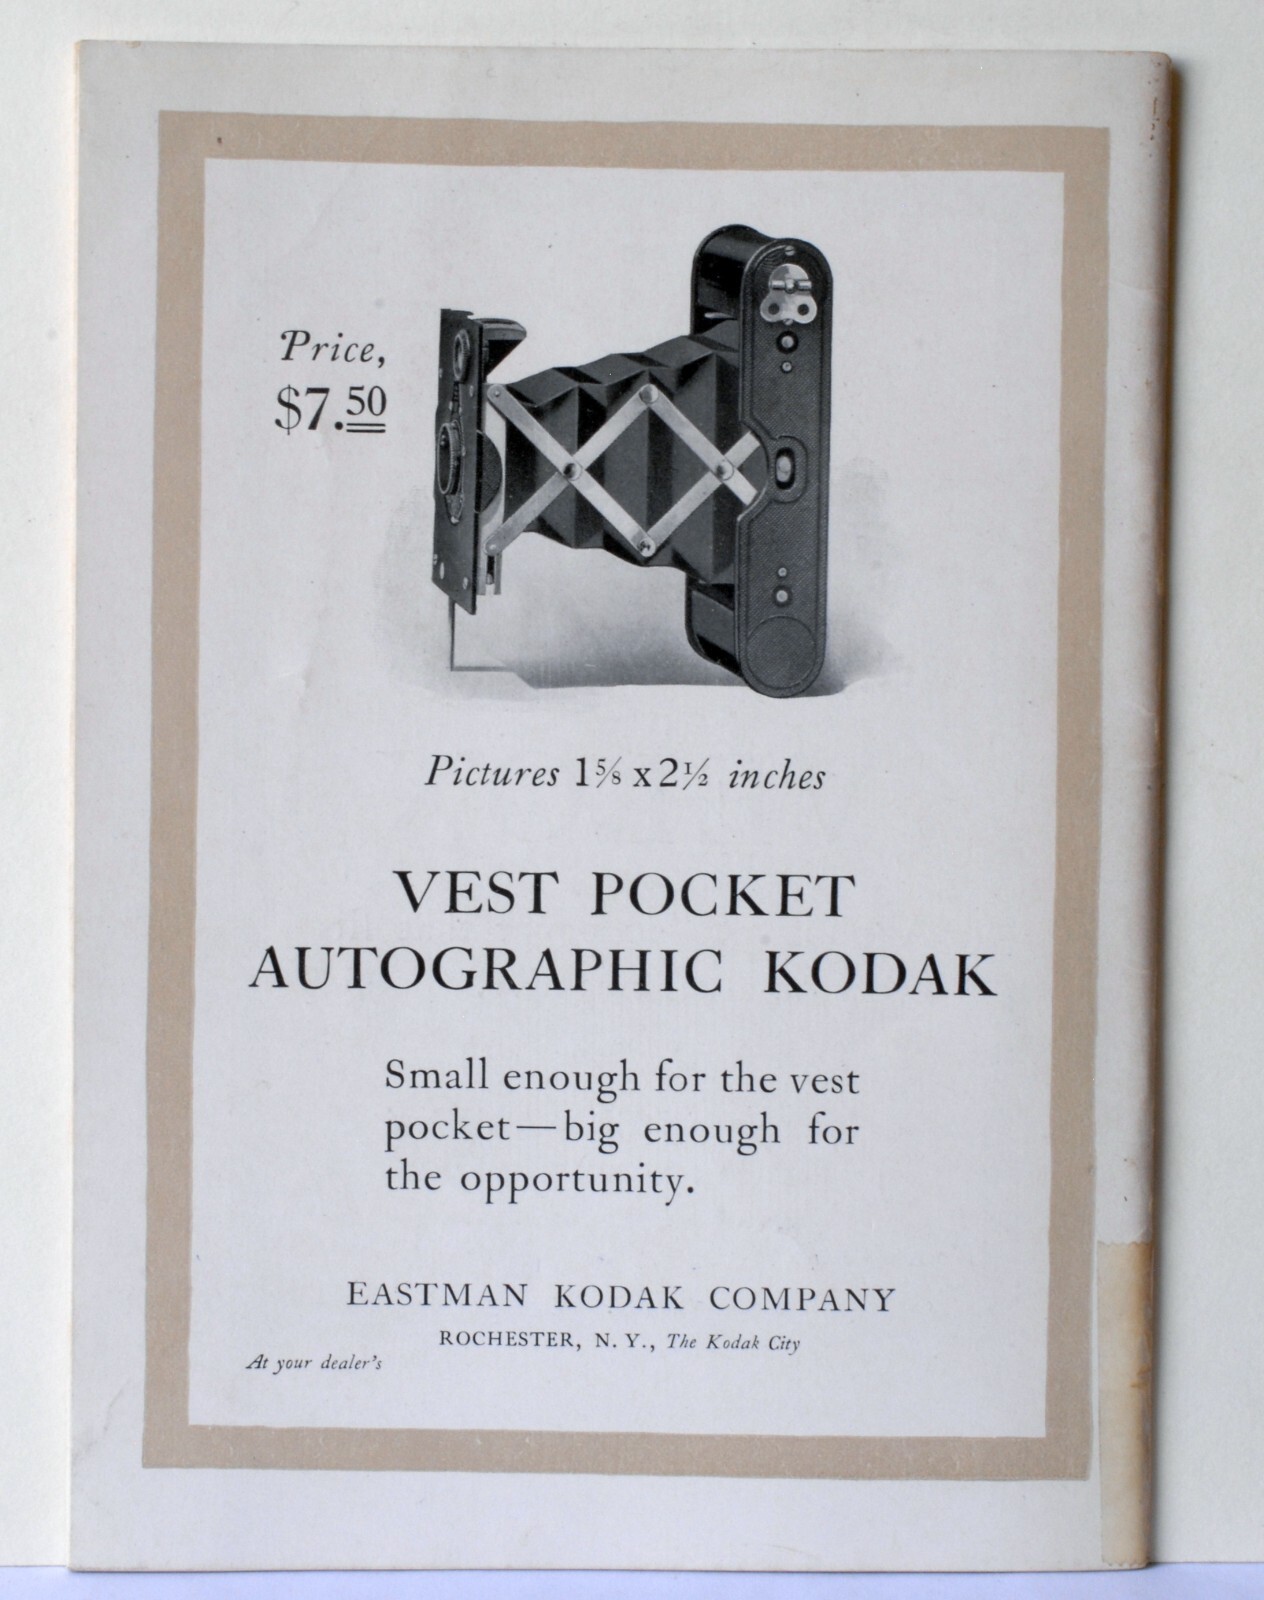 Price,
$7.50
Pictures 1⅝ x 2½ inches
VEST POCKET
AUTOGRAPHIC KODAK
Small enough for the vest
pocket—big enough for
the opportunity.
EASTMAN KODAK COMPANY
ROCHESTER, N. Y., The Kodak City
At your dealer's